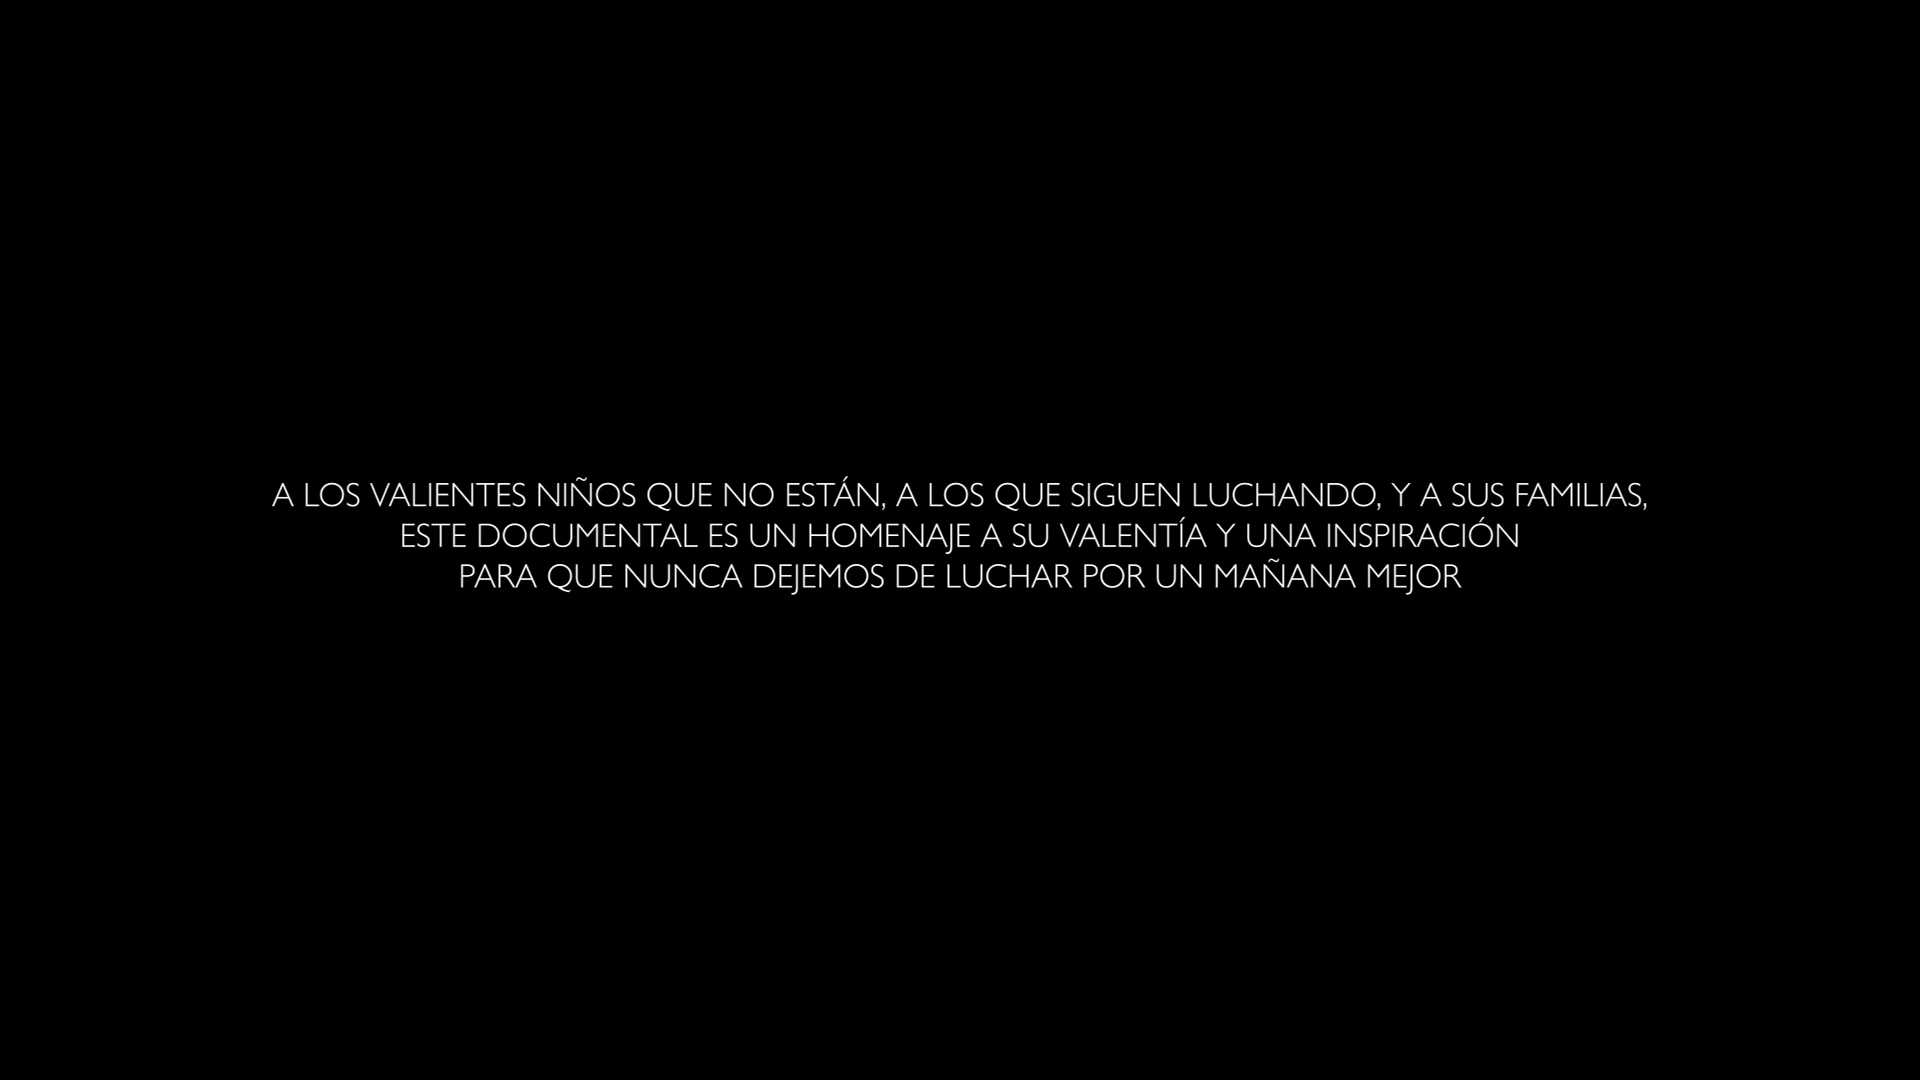 A LOS VALIENTES NIÑOS QUE NO ESTÁN, A LOS QUE SIGUEN LUCHANDO, Y A SUS FAMILIAS,
ESTE DOCUMENTAL ES UN HOMENAJE A SU VALENTÍA Y UNA INSPIRACIÓN
PARA QUE NUNCA DEJEMOS DE LUCHAR POR UN MAÑANA MEJOR